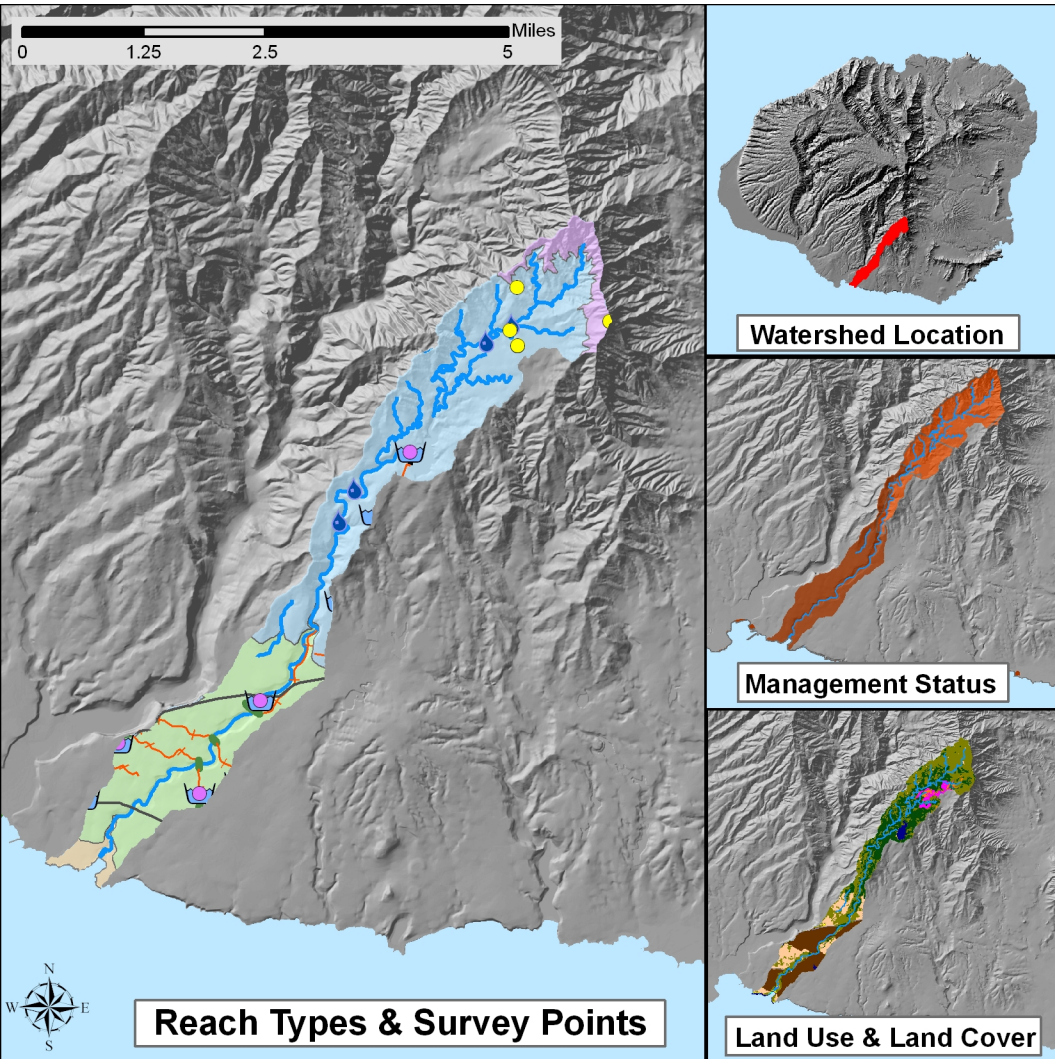 Miles
0 1.25 2.5 5
Watershed Location
Management Status
N
W E
S
Reach Types & Survey Points
Land Use & Land Cover